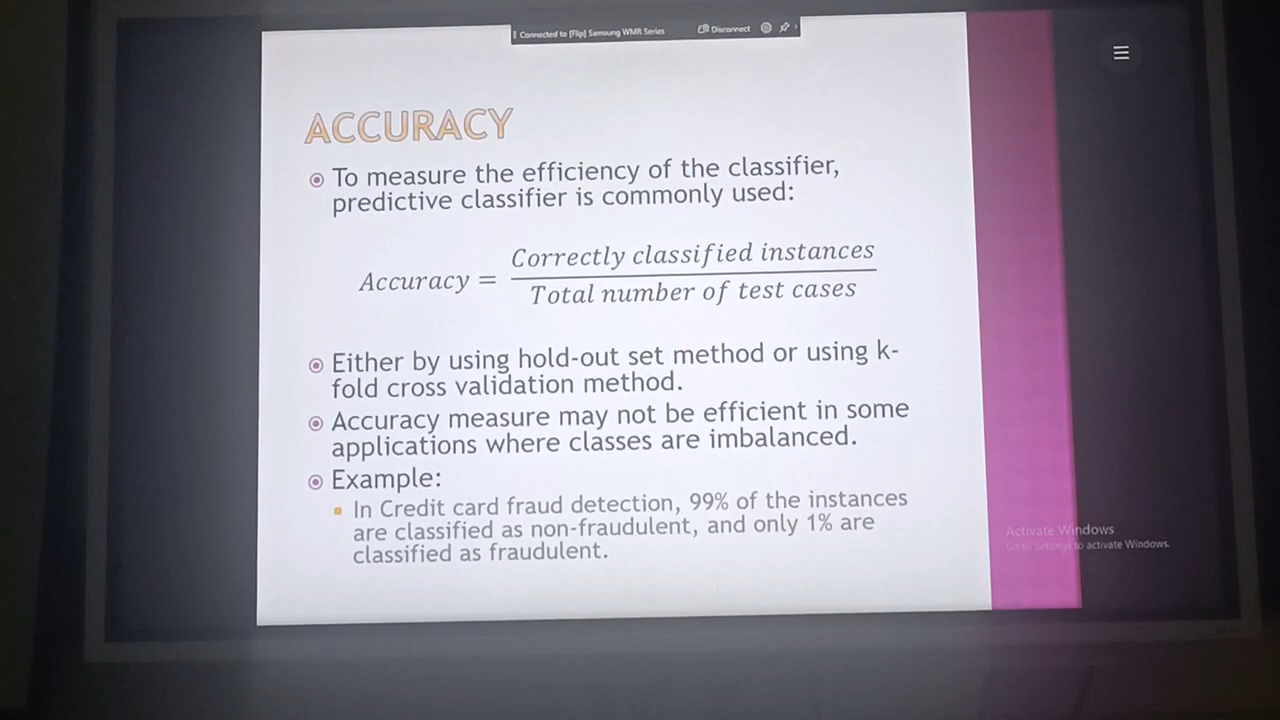 Connected to [Flip] Samsung WMR Series
Disconnect
ACCURACY
To measure the efficiency of the classifier,
predictive classifier is commonly used:
Accuracy = Correctly classified instances
Total number of test cases
Either by using hold-out set method or using k-
fold cross validation method.
Accuracy measure may not be efficient in some
applications where classes are imbalanced.
Example:
In Credit card fraud detection, 99% of the instances
are classified as non-fraudulent, and only 1% are
classified as fraudulent.
Activate Windows
Go to Settings to activate Windows.